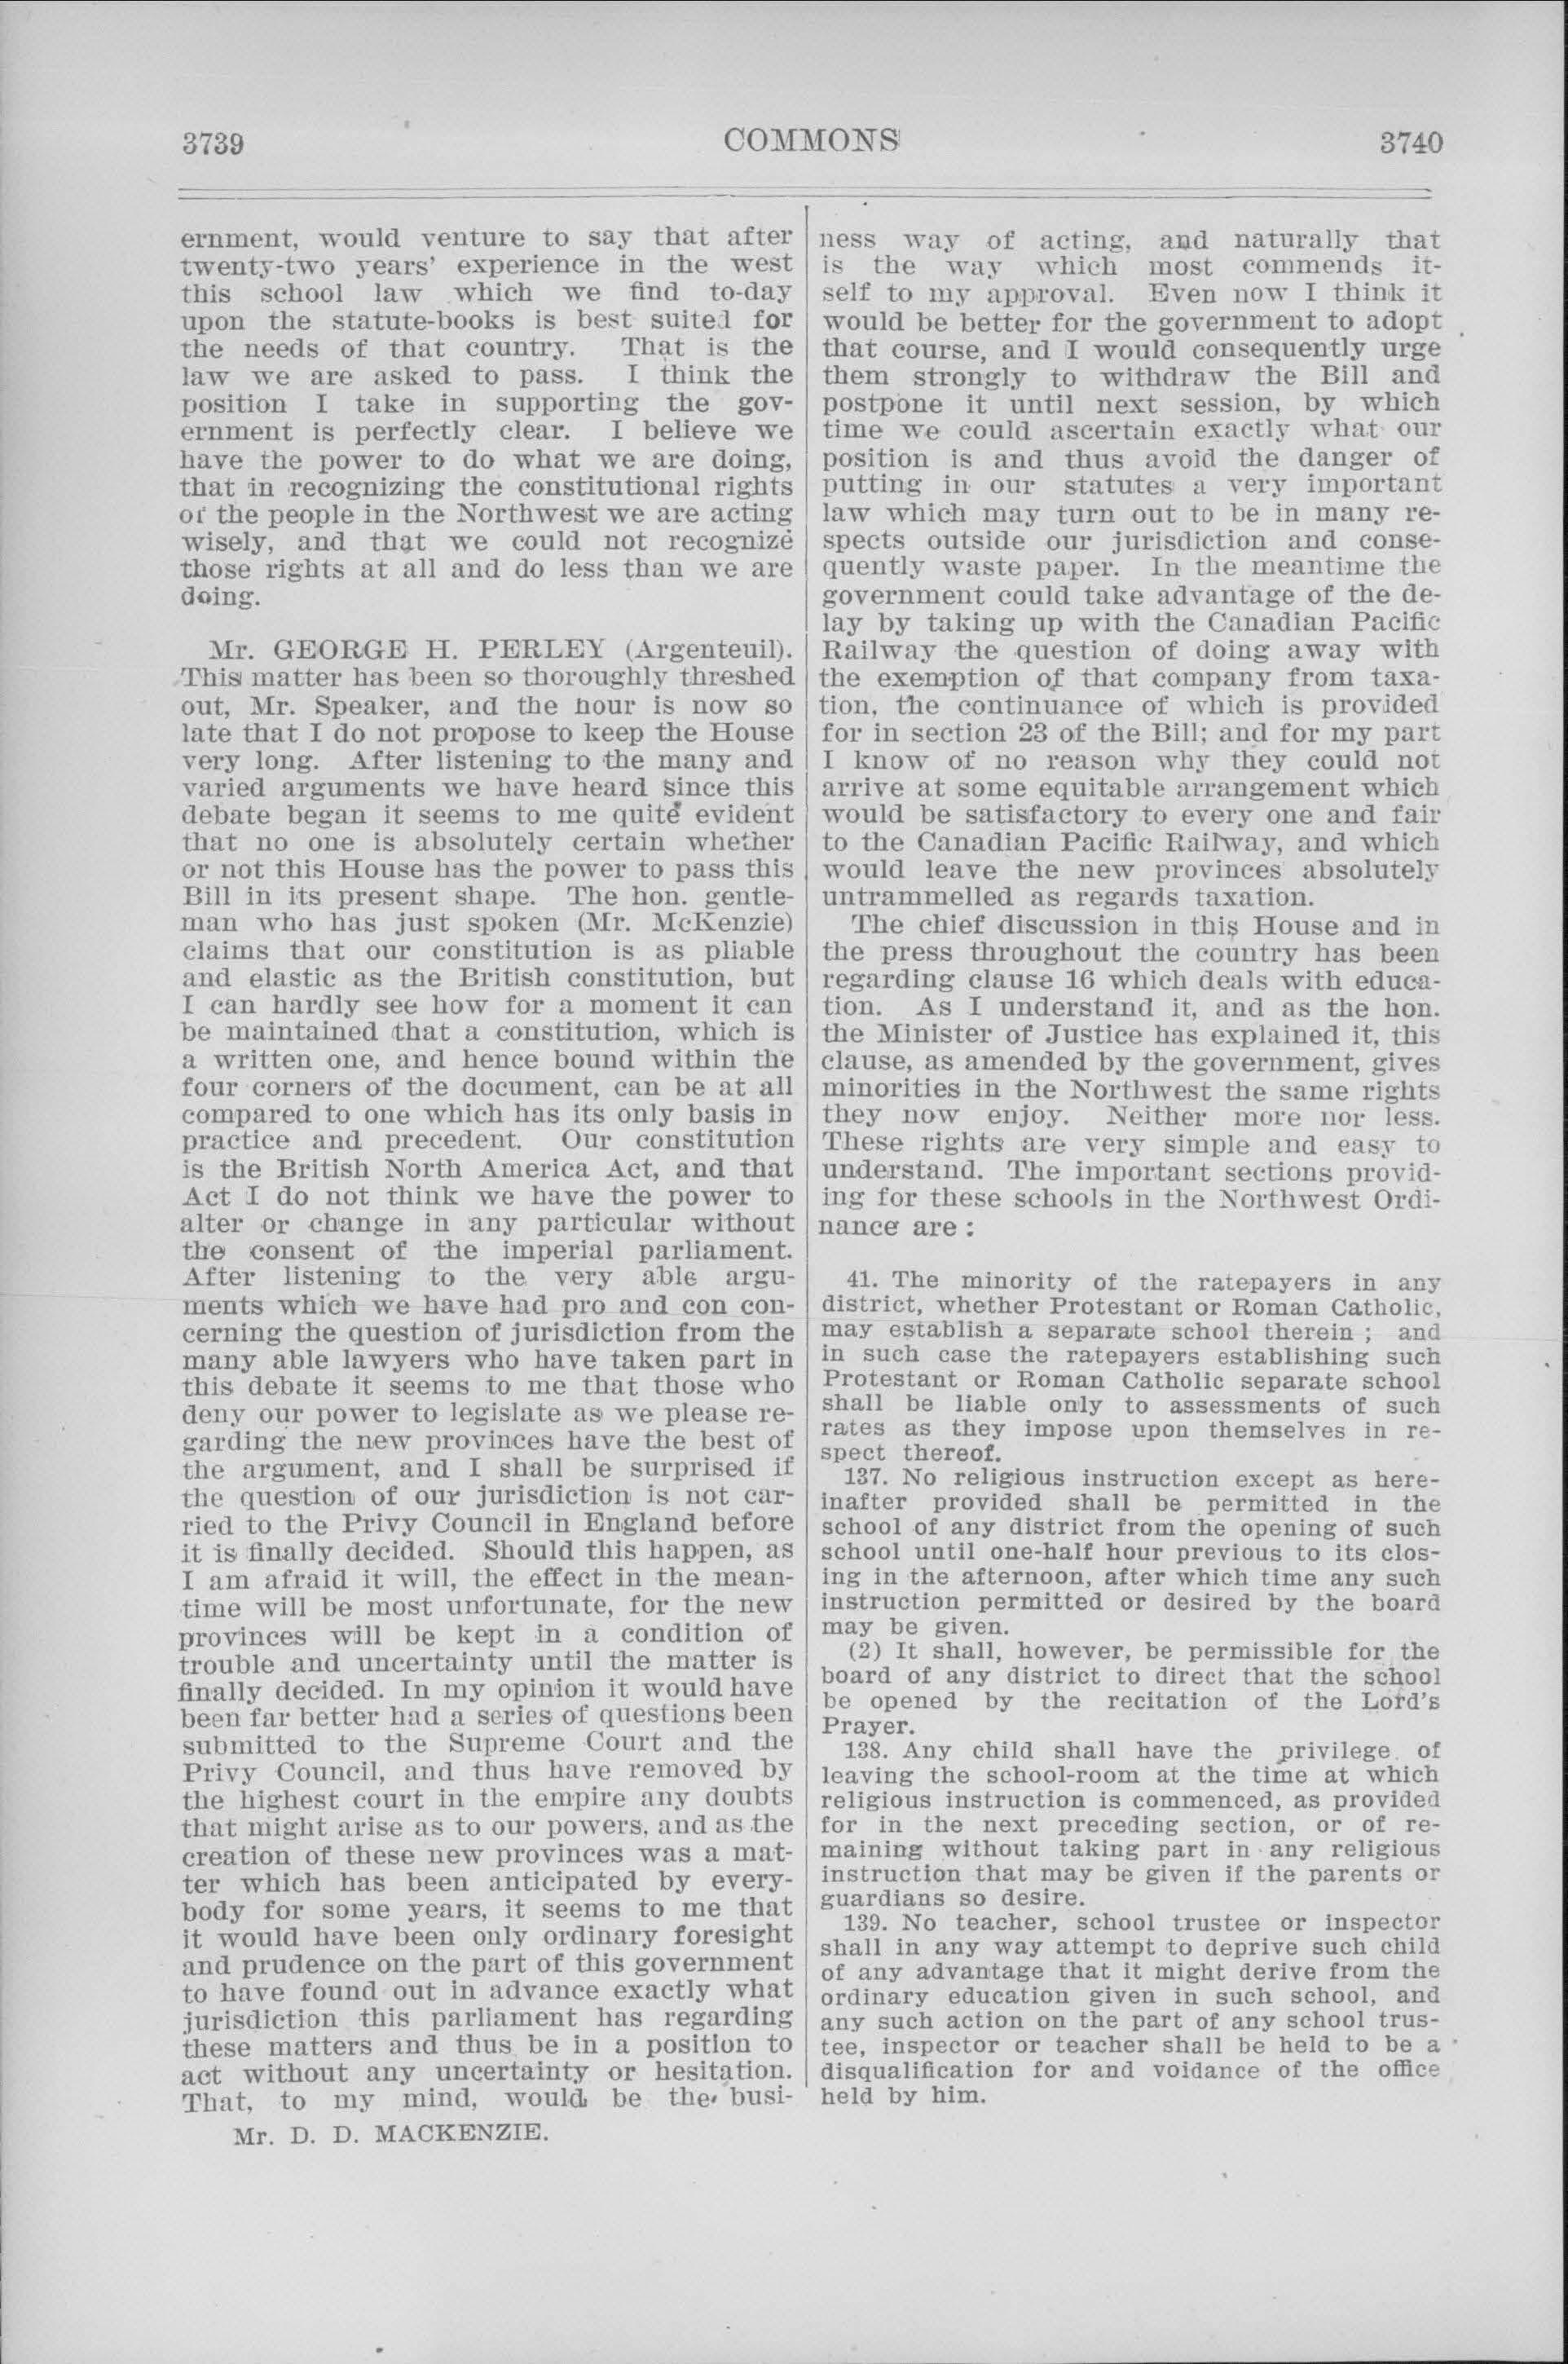 3739 COMMONS 3740
ernment, would venture to say that after
twenty-two years' experience in the west
this school law which we find to-day
upon the statute-books is best suited for
the needs of that country. That is the
law we are asked to pass. I think the
position I take in supporting the gov-
ernment is perfectly clear. I believe we
have the power to do what we are doing,
that in recognizing the constitutional rights
of the people in the Northwest we are acting
wisely, and that we could not recognize
those rights at all and do less than we are
doing.
Mr. GEORGE H. PERLEY (Argenteuil).
This matter has been so thoroughly threshed
out, Mr. Speaker, and the hour is now so
late that I do not propose to keep the House
very long. After listening to the many and
varied arguments we have heard since this
debate began it seems to me quite evident
that no one is absolutely certain whether
or not this House has the power to pass this
Bill in its present shape. The hon. gentle-
man who has just spoken (Mr. McKenzie)
claims that our constitution is as pliable
and elastic as the British constitution, but
I can hardly see how for a moment it can
be maintained that a constitution, which is
a written one, and hence bound within the
four corners of the document, can be at all
compared to one which has its only basis in
practice and precedent. Our constitution
is the British North America Act, and that
Act I do not think we have the power to
alter or change in any particular without
the consent of the imperial parliament.
After listening to the very able argu-
ments which we have had pro and con con-
cerning the question of jurisdiction from the
many able lawyers who have taken part in
this debate it seems to me that those who
deny our power to legislate as we please re-
garding the new provinces have the best of
the argument, and I shall be surprised if
the question of our jurisdiction is not car-
ried to the Privy Council in England before
it is finally decided. Should this happen, as
I am afraid it will, the effect in the mean-
time will be most unfortunate, for the new
provinces will be kept in a condition of
trouble and uncertainty until the matter is
finally decided. In my opinion it would have
been far better had a series of questions been
submitted to the Supreme Court and the
Privy Council, and thus have removed by
the highest court in the empire any doubts
that might arise as to our powers, and as the
creation of these new provinces was a mat-
ter which has been anticipated by every-
body for some years, it seems to me that
it would have been only ordinary foresight
and prudence on the part of this government
to have found out in advance exactly what
jurisdiction this parliament has regarding
these matters and thus be in a position to
act without any uncertainty or hesitation.
That, to my mind, would be the busi-
Mr. D. D. MACKENZIE.
ness way of acting, and naturally that
is the way which most commends it-
self to my approval. Even now I think it
would be better for the government to adopt
that course, and I would consequently urge
them strongly to withdraw the Bill and
postpone it until next session, by which
time we could ascertain exactly what our
position is and thus avoid the danger of
putting in our statutes a very important
law which may turn out to be in many re-
spects outside our jurisdiction and conse-
quently waste paper. In the meantime the
government could take advantage of the de-
lay by taking up with the Canadian Pacific
Railway the question of doing away with
the exemption of that company from taxa-
tion, the continuance of which is provided
for in section 23 of the Bill; and for my part
I know of no reason why they could not
arrive at some equitable arrangement which
would be satisfactory to every one and fair
to the Canadian Pacific Railway, and which
would leave the new provinces absolutely
untrammelled as regards taxation.
The chief discussion in this House and in
the press throughout the country has been
regarding clause 16 which deals with educa-
tion. As I understand it, and as the hon.
the Minister of Justice has explained it, this
clause, as amended by the government, gives
minorities in the Northwest the same rights
they now enjoy. Neither more nor less.
These rights are very simple and easy to
understand. The important sections provid-
ing for these schools in the Northwest Ordi-
nance are :
41. The minority of the ratepayers in any
district, whether Protestant or Roman Catholic,
may establish a separate school therein ; and
in such case the ratepayers establishing such
Protestant or Roman Catholic separate school
shall be liable only to assessments of such
rates as they impose upon themselves in re-
spect thereof.
137. No religious instruction except as here-
inafter provided shall be permitted in the
school of any district from the opening of such
school until one-half hour previous to its clos-
ing in the afternoon, after which time any such
instruction permitted or desired by the board
may be given.
(2) It shall, however, be permissible for the
board of any district to direct that the school
be opened by the recitation of the Lord's
Prayer.
138. Any child shall have the privilege of
leaving the school-room at the time at which
religious instruction is commenced, as provided
for in the next preceding section, or of re-
maining without taking part in any religious
instruction that may be given if the parents or
guardians so desire.
139. No teacher, school trustee or inspector
shall in any way attempt to deprive such child
of any advantage that it might derive from the
ordinary education given in such school, and
any such action on the part of any school trus-
tee, inspector or teacher shall be held to be a
disqualification for and voidance of the office
held by him.